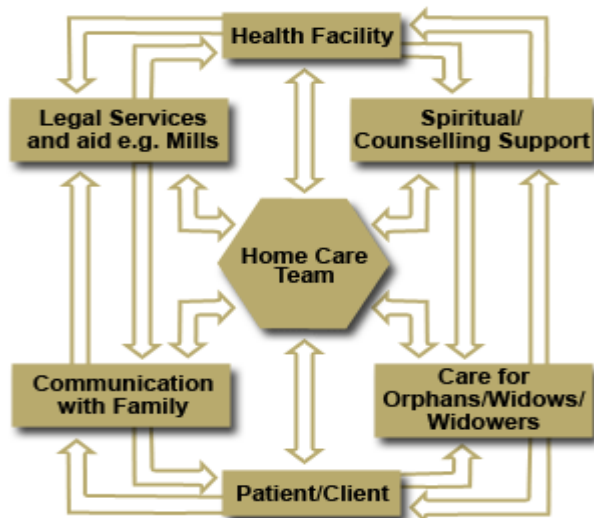 Health Facility
Legal Services
and aid e.g. Mills
Spiritual/
Counselling Support
Home Care
Team
Communication
with Family
Care for
Orphans/Widows/
Widowers
Patient/Client